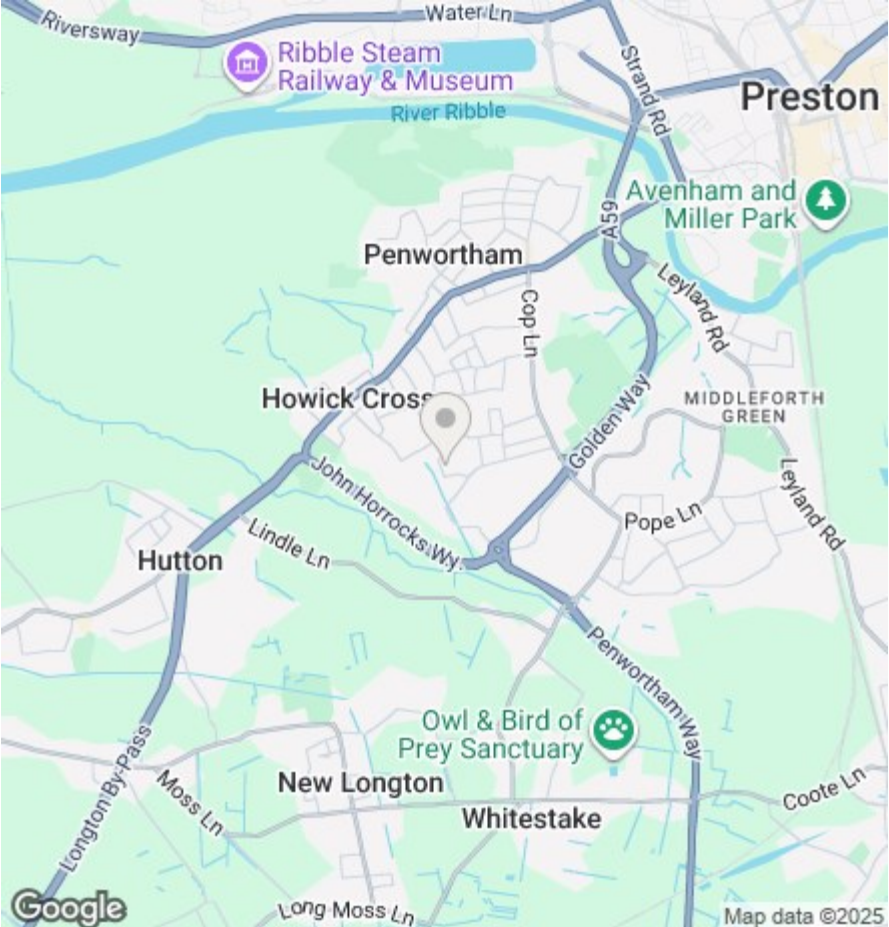 Water Ln
Riversway
Ribble Steam
Railway & Museum
Strand Rd
Preston
River Ribble
Avenham and
Miller Park
A59
Penwortham
Leyland Rd
Cop Ln
Howick Cross
MIDDLEFORTH
GREEN
Golden Way
John Horrocks Wy.
Leyland Rd
Pope Ln
Lindle Ln
Hutton
Penwortham Way
Owl & Bird of
Prey Sanctuary
Longton By-Pass
New Longton
Coote Ln
Moss Ln
Whitestake
Long Moss Ln
Google
Map data ©2025